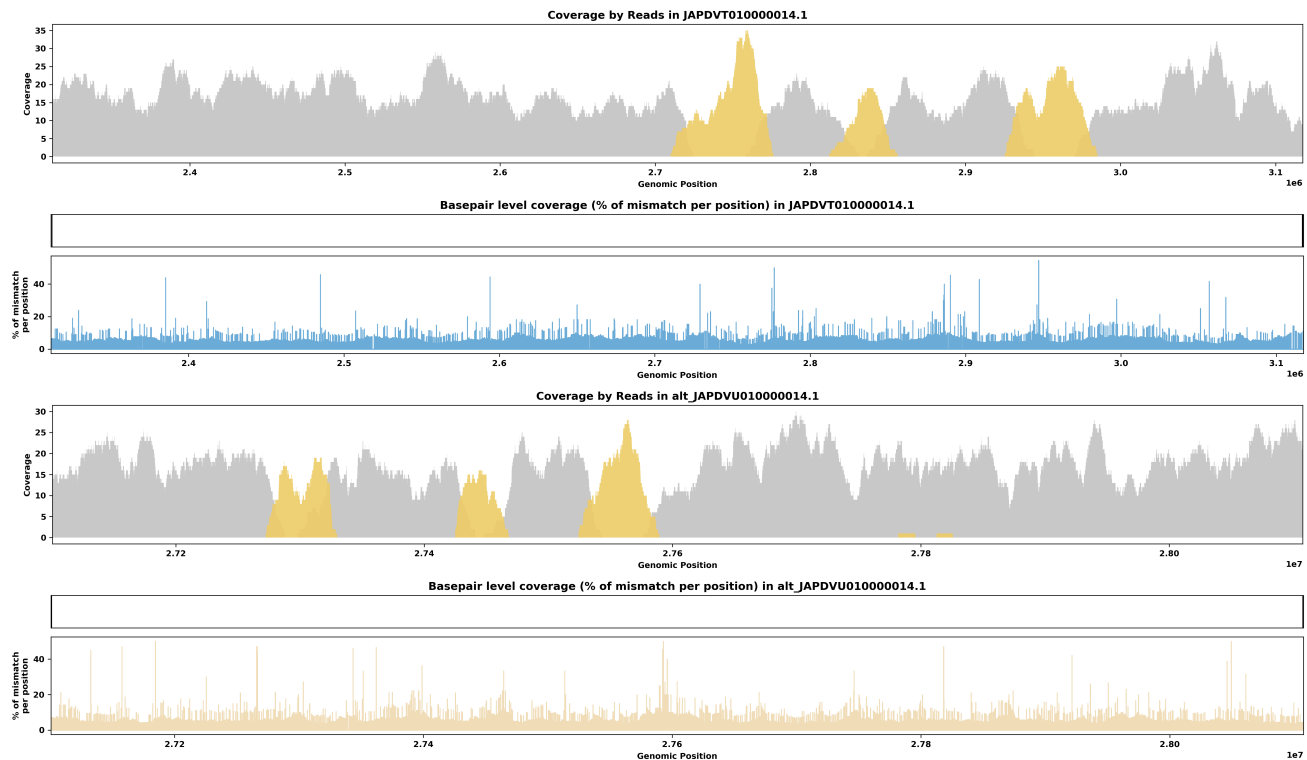 Coverage by Reads in JAPDVT010000014.1
Coverage
35
30
25
20
15
10
5
0
2.4 2.5 2.6 2.7 2.8 2.9 3.0 3.1
1e6
Genomic Position
Basepair level coverage (% of mismatch per position) in JAPDVT010000014.1
% of mismatch
per position
40
20
0
2.4 2.5 2.6 2.7 2.8 2.9 3.0 3.1
1e6
Genomic Position
Coverage by Reads in alt_JAPDVU010000014.1
Coverage
30
25
20
15
10
5
0
2.72 2.74 2.76 2.78 2.80
1e7
Genomic Position
Basepair level coverage (% of mismatch per position) in alt_JAPDVU010000014.1
% of mismatch
per position
40
20
0
2.72 2.74 2.76 2.78 2.80
1e7
Genomic Position